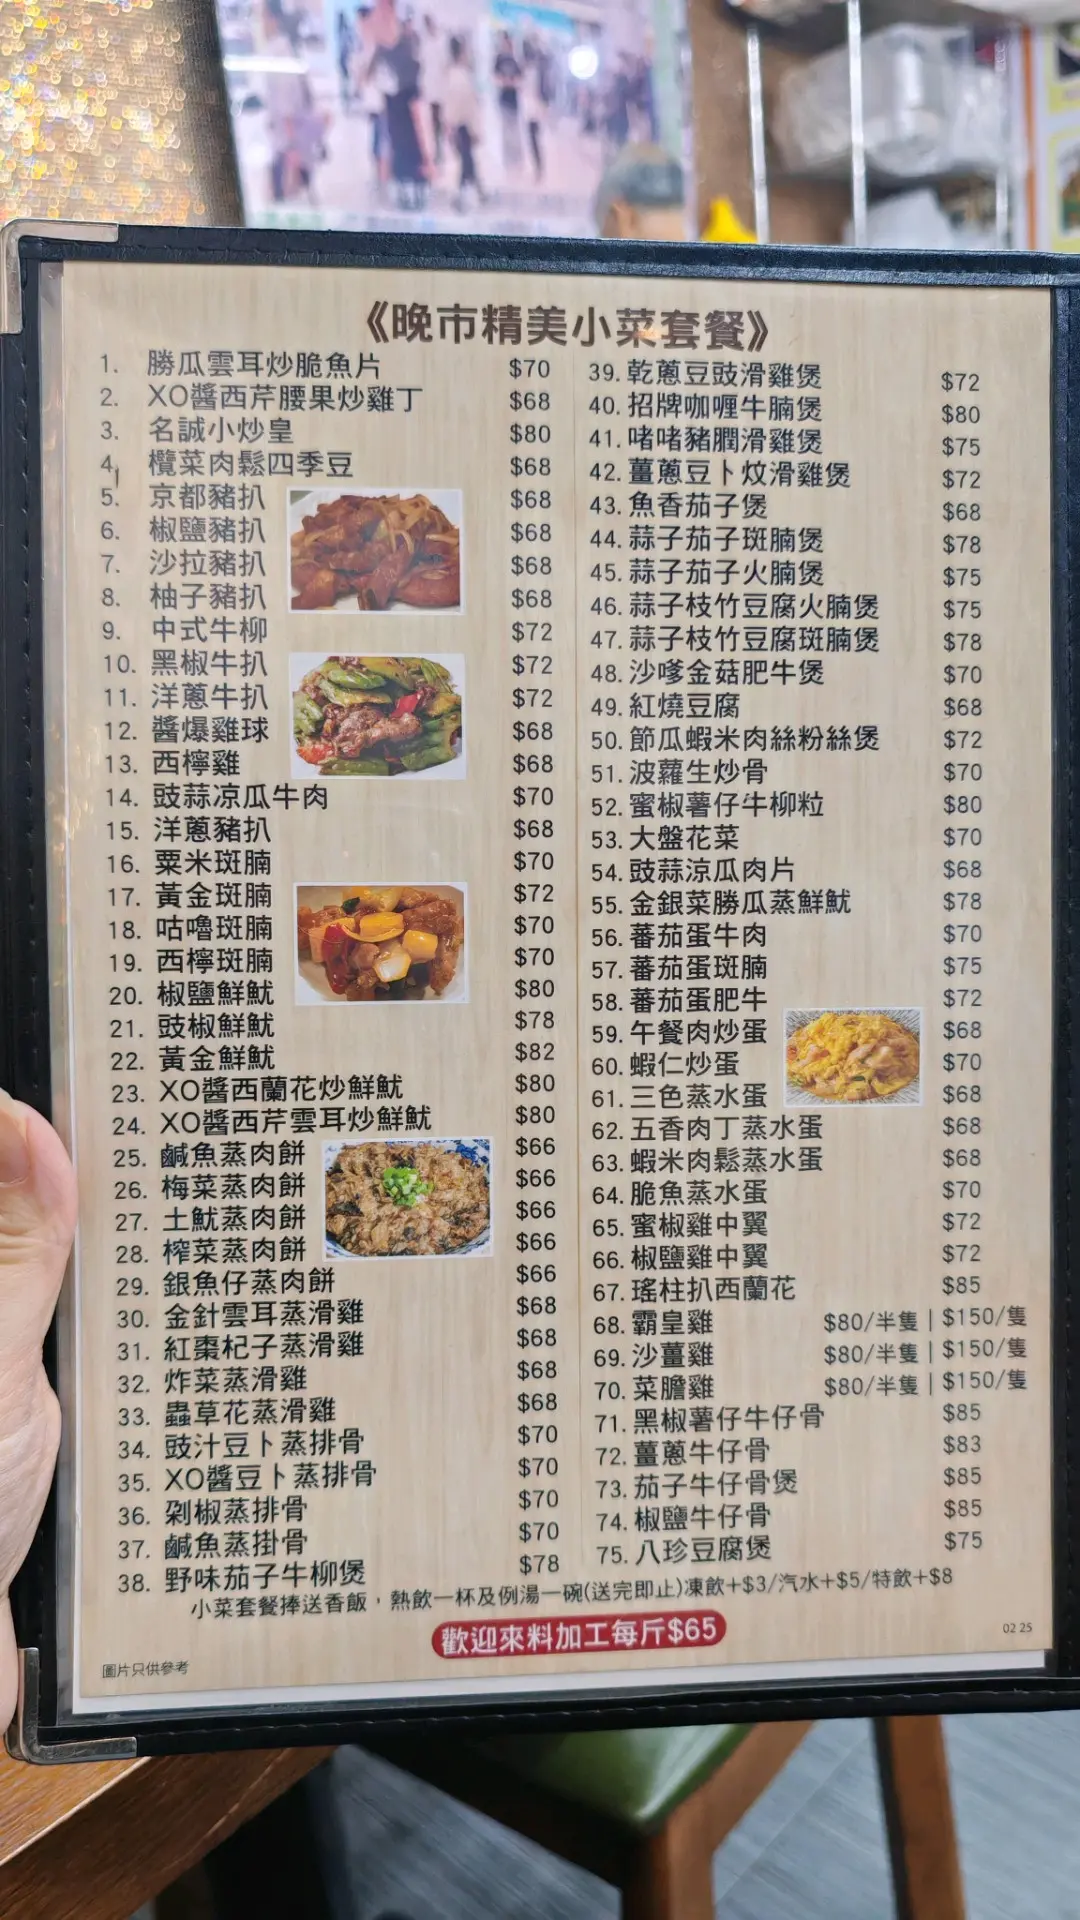 《晚市精美小菜套餐》
1. 勝瓜雲耳炒脆魚片 $70
2. XO醬西芹腰果炒雞丁 $68
3. 名誠小炒皇 $80
4. 欖菜肉鬆四季豆 $68
5. 京都豬扒 $68
6. 椒鹽豬扒 $68
7. 沙拉豬扒 $68
8. 柚子豬扒 $68
9. 中式牛柳 $72
10. 黑椒牛扒 $72
11. 洋蔥牛扒 $72
12. 醬爆雞球 $68
13. 西檸雞 $68
14. 豉蒜凉瓜牛肉 $70
15. 洋蔥豬扒 $68
16. 粟米斑腩 $70
17. 黃金斑腩 $72
18. 咕嚕斑腩 $70
19. 西檸斑腩 $70
20. 椒鹽鮮魷 $80
21. 豉椒鮮魷 $78
22. 黃金鮮魷 $82
23. XO醬西蘭花炒鮮魷 $80
24. XO醬西芹雲耳炒鮮魷 $80
25. 鹹魚蒸肉餅 $66
26. 梅菜蒸肉餅 $66
27. 土魷蒸肉餅 $66
28. 榨菜蒸肉餅 $66
29. 銀魚仔蒸肉餅 $66
30. 金針雲耳蒸滑雞 $68
31. 紅棗杞子蒸滑雞 $68
32. 炸菜蒸滑雞 $68
33. 蟲草花蒸滑雞 $68
34. 豉汁豆卜蒸排骨 $70
35. XO醬豆卜蒸排骨 $70
36. 剁椒蒸排骨 $70
37. 鹹魚蒸掛骨 $70
38. 野味茄子牛柳煲 $78
39. 乾蔥豆豉滑雞煲 $72
40. 招牌咖喱牛腩煲 $80
41. 啫啫豬膶滑雞煲 $75
42. 薑蔥豆卜炆滑雞煲 $72
43. 魚香茄子煲 $68
44. 蒜子茄子斑腩煲 $78
45. 蒜子茄子火腩煲 $75
46. 蒜子枝竹豆腐火腩煲 $75
47. 蒜子枝竹豆腐斑腩煲 $78
48. 沙嗲金菇肥牛煲 $70
49. 紅燒豆腐 $68
50. 節瓜蝦米肉絲粉絲煲 $72
51. 波蘿生炒骨 $70
52. 蜜椒薯仔牛柳粒 $80
53. 大盤花菜 $70
54. 豉蒜涼瓜肉片 $68
55. 金銀菜勝瓜蒸鮮魷 $78
56. 蕃茄蛋牛肉 $70
57. 蕃茄蛋斑腩 $75
58. 蕃茄蛋肥牛 $72
59. 午餐肉炒蛋 $68
60. 蝦仁炒蛋 $70
61. 三色蒸水蛋 $68
62. 五香肉丁蒸水蛋 $68
63. 蝦米肉鬆蒸水蛋 $68
64. 脆魚蒸水蛋 $70
65. 蜜椒雞中翼 $72
66. 椒鹽雞中翼 $72
67. 瑤柱扒西蘭花 $85
68. 霸皇雞 $80/半隻 | $150/隻
69. 沙薑雞 $80/半隻 | $150/隻
70. 菜膽雞 $80/半隻 | $150/隻
71. 黑椒薯仔牛仔骨 $85
72. 薑蔥牛仔骨 $83
73. 茄子牛仔骨煲 $85
74. 椒鹽牛仔骨 $85
75. 八珍豆腐煲 $75
小菜套餐捧送香飯，熱飲一杯及例湯一碗(送完即止)凍飲+$3/汽水+$5/特飲+$8
歡迎來料加工每斤$65
02 25
圖片只供參考